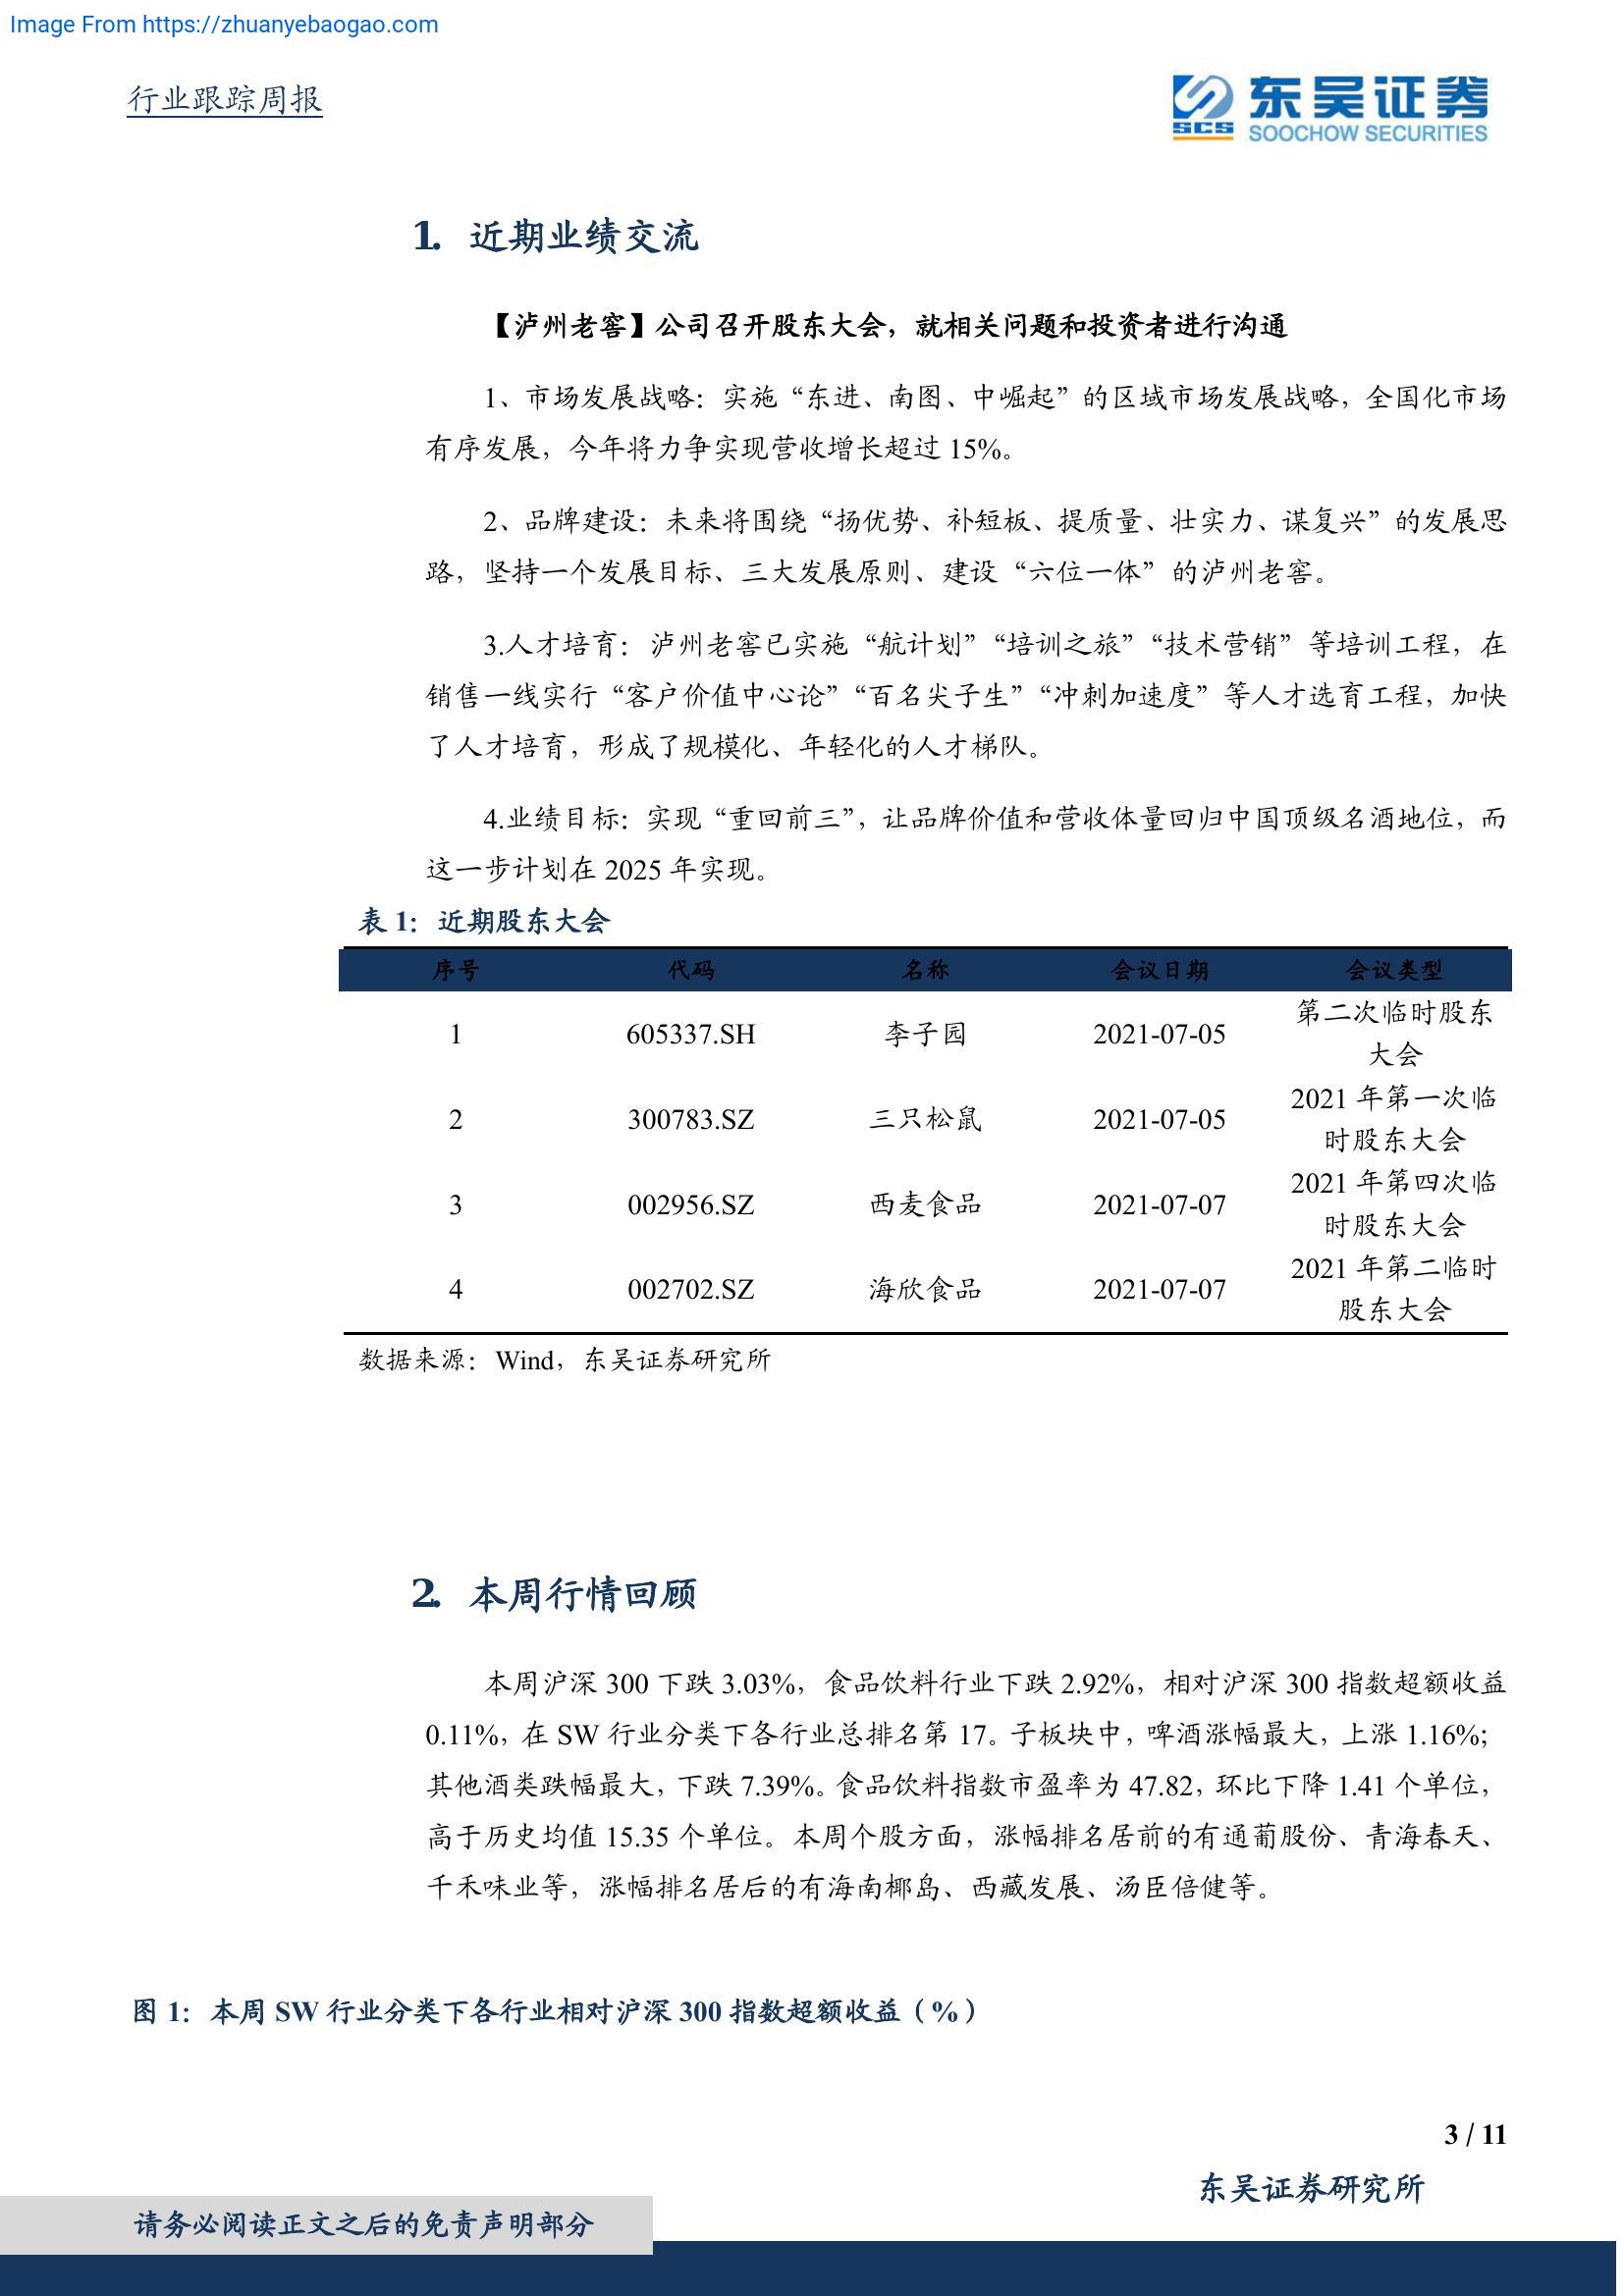 Image From https://zhuanyebaogao.com
行业跟踪周报
东吴证券
SCS
SOOCHOW SECURITIES
1. 近期业绩交流
【泸州老窖】公司召开股东大会，就相关问题和投资者进行沟通
1、市场发展战略：实施“东进、南图、中崛起”的区域市场发展战略，全国化市场
有序发展，今年将力争实现营收增长超过 15%。
2、品牌建设：未来将围绕“扬优势、补短板、提质量、壮实力、谋复兴”的发展思
路，坚持一个发展目标、三大发展原则、建设“六位一体”的泸州老窖。
3.人才培育：泸州老窖已实施“航计划”“培训之旅”“技术营销”等培训工程，在
销售一线实行“客户价值中心论”“百名尖子生”“冲刺加速度”等人才选育工程，加快
了人才培育，形成了规模化、年轻化的人才梯队。
4.业绩目标：实现“重回前三”，让品牌价值和营收体量回归中国顶级名酒地位，而
这一步计划在 2025 年实现。
表 1：近期股东大会
序号 代码 名称 会议日期 会议类型
1 605337.SH 李子园 2021-07-05 第二次临时股东
大会
2 300783.SZ 三只松鼠 2021-07-05 2021 年第一次临
时股东大会
3 002956.SZ 西麦食品 2021-07-07 2021 年第四次临
时股东大会
4 002702.SZ 海欣食品 2021-07-07 2021 年第二临时
股东大会
数据来源：Wind，东吴证券研究所
2. 本周行情回顾
本周沪深 300 下跌 3.03%，食品饮料行业下跌 2.92%，相对沪深 300 指数超额收益
0.11%，在 SW 行业分类下各行业总排名第 17。子板块中，啤酒涨幅最大，上涨 1.16%；
其他酒类跌幅最大，下跌 7.39%。食品饮料指数市盈率为 47.82，环比下降 1.41 个单位，
高于历史均值 15.35 个单位。本周个股方面，涨幅排名居前的有通葡股份、青海春天、
千禾味业等，涨幅排名居后的有海南椰岛、西藏发展、汤臣倍健等。
图 1：本周 SW 行业分类下各行业相对沪深 300 指数超额收益（%）
3 / 11
东吴证券研究所
请务必阅读正文之后的免责声明部分